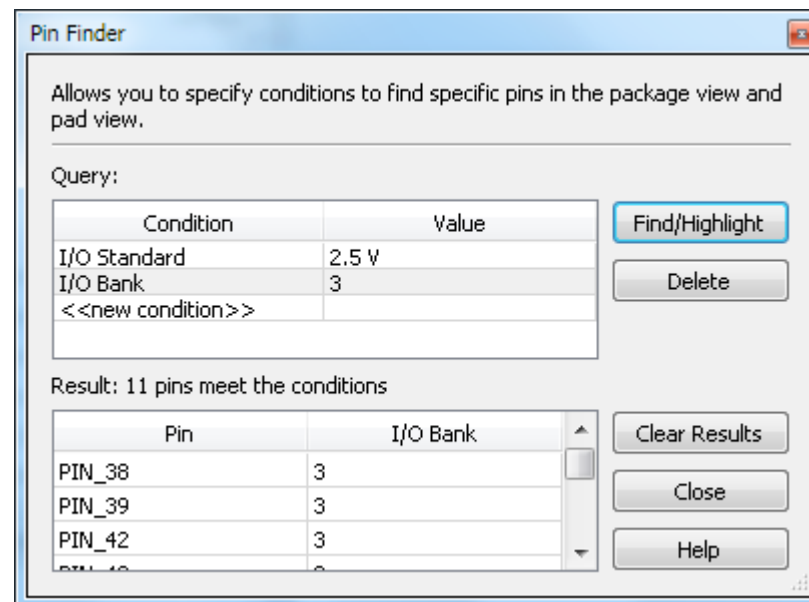 Pin Finder
Allows you to specify conditions to find specific pins in the package view and
pad view.
Query:
Condition Value
I/O Standard 2.5 V
I/O Bank 3
<<new condition>>
Find/Highlight
Delete
Result: 11 pins meet the conditions
Pin I/O Bank
PIN_38 3
PIN_39 3
PIN_42 3
Clear Results
Close
Help